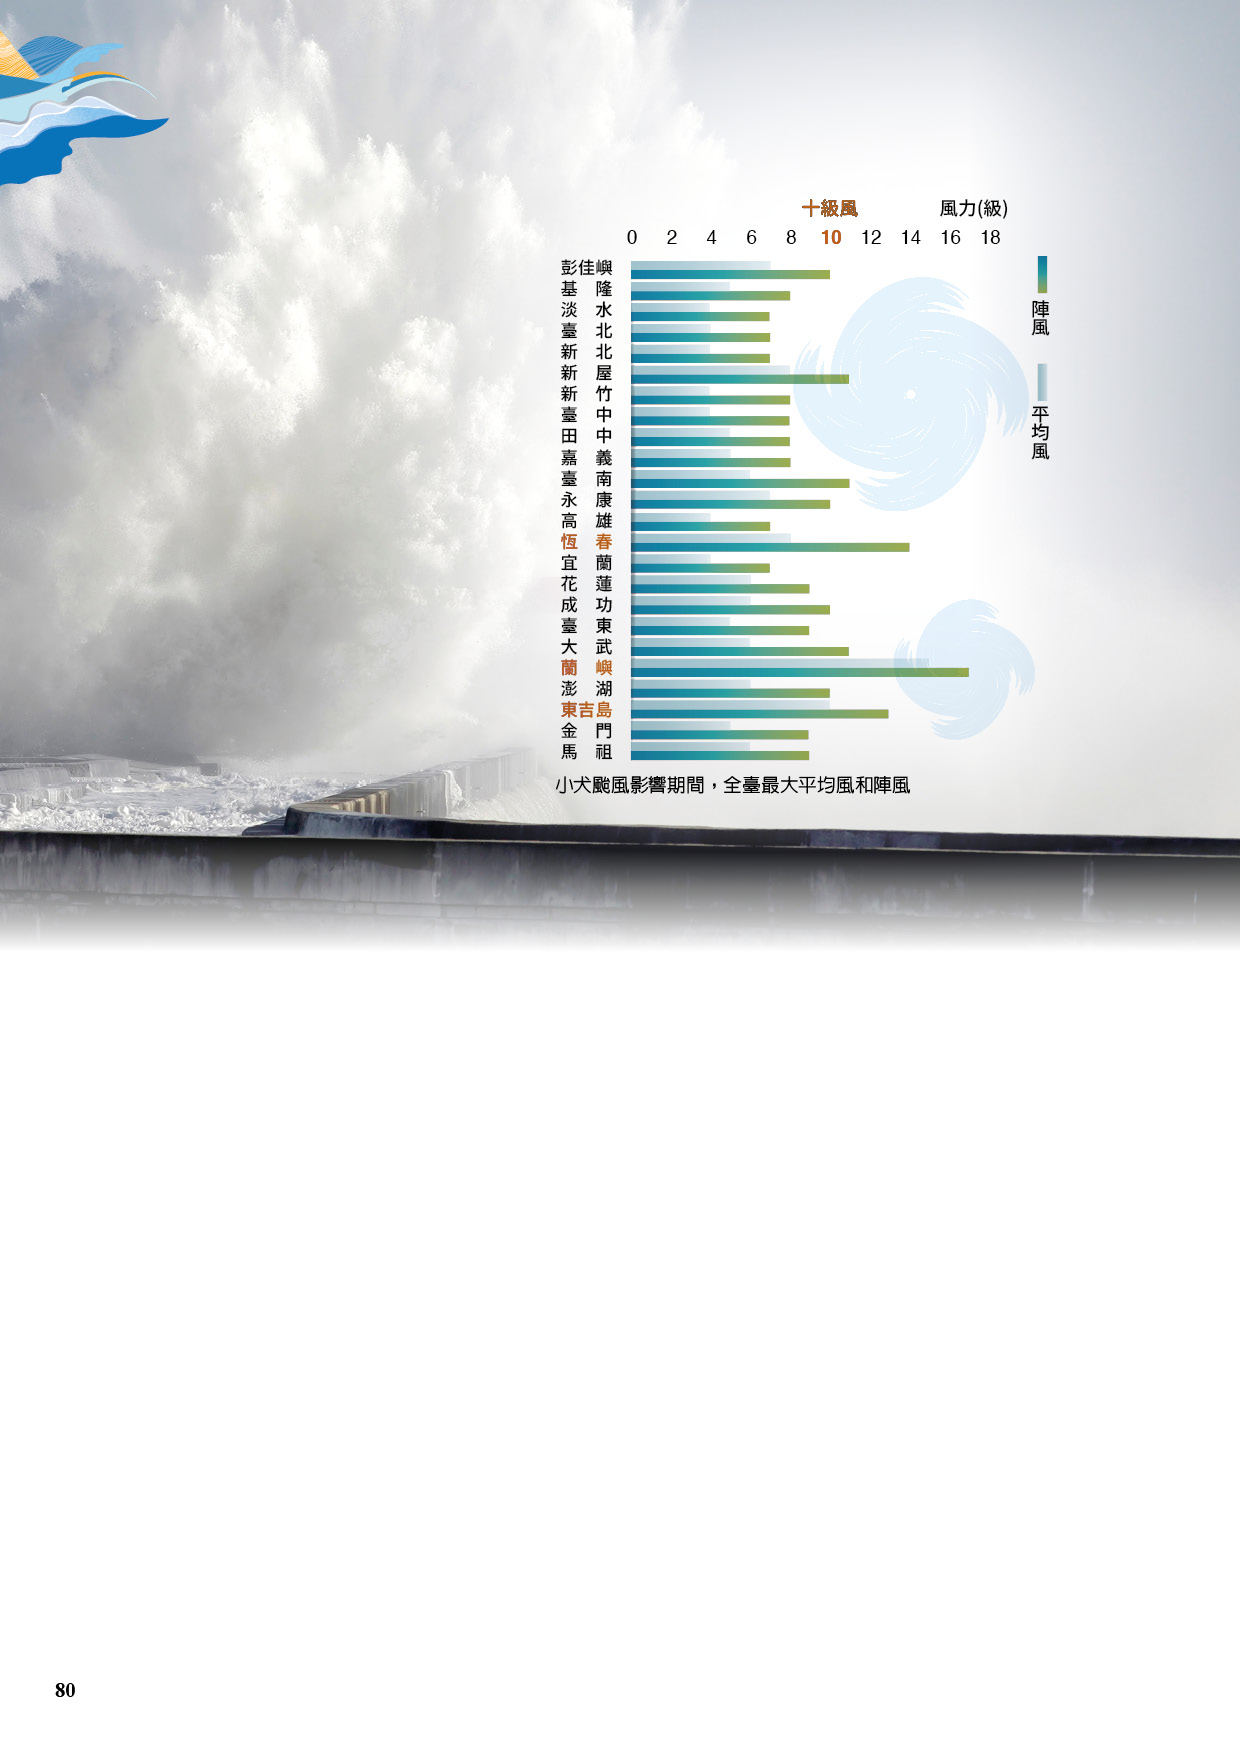 十級風 風力(級)
0 2 4 6 8 10 12 14 16 18
彭佳嶼
基隆
淡水
臺北
新北
新屋
新竹
臺中
田中
嘉義
臺南
永康
高雄
恆春
宜蘭
花蓮
成功
臺東
大武
蘭嶼
澎湖
東吉島
金門
馬祖
陣風
平均風
小犬颱風影響期間，全臺最大平均風和陣風
80